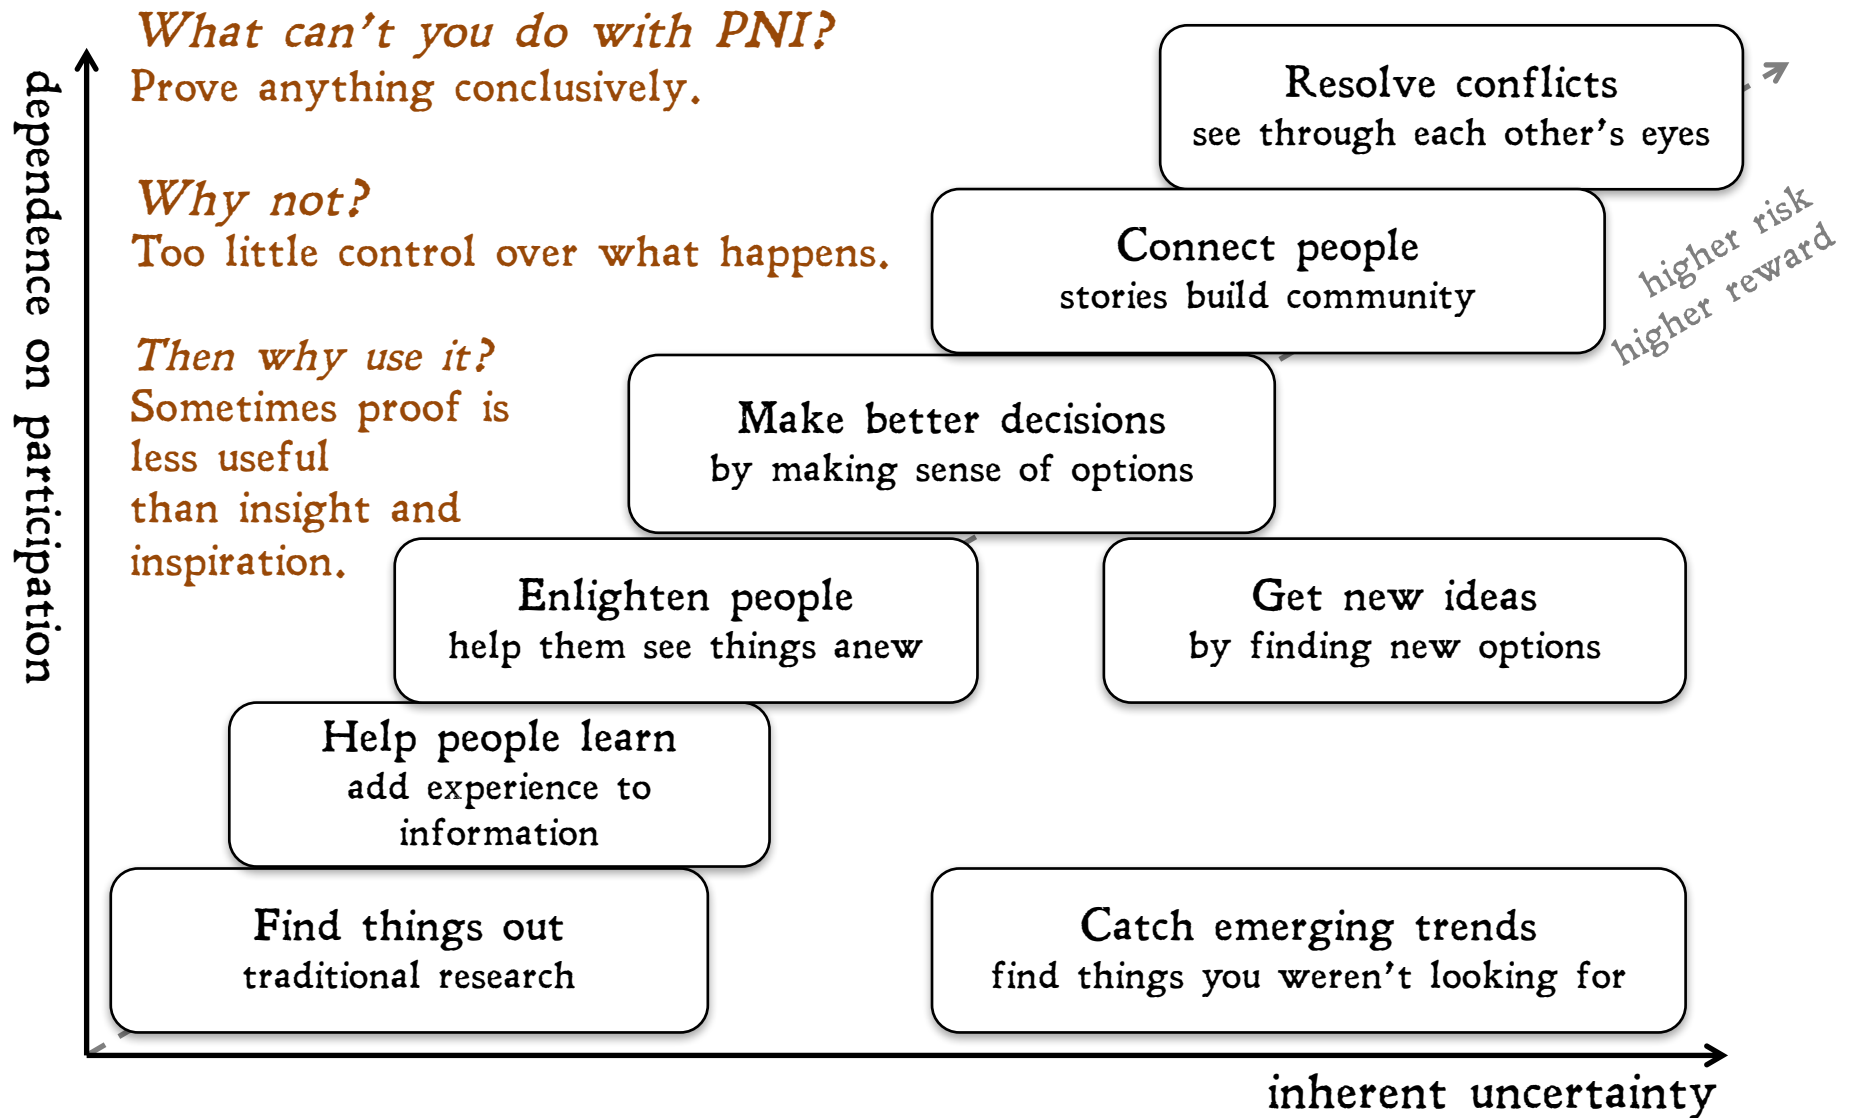 What can't you do with PNI?
Prove anything conclusively.
Why not?
Too little control over what happens.
Then why use it?
Sometimes proof is
less useful
than insight and
inspiration.
dependence on participation
Resolve conflicts
see through each other's eyes
higher risk
higher reward
Connect people
stories build community
Make better decisions
by making sense of options
Enlighten people
help them see things anew
Get new ideas
by finding new options
Help people learn
add experience to
information
Find things out
traditional research
Catch emerging trends
find things you weren't looking for
inherent uncertainty